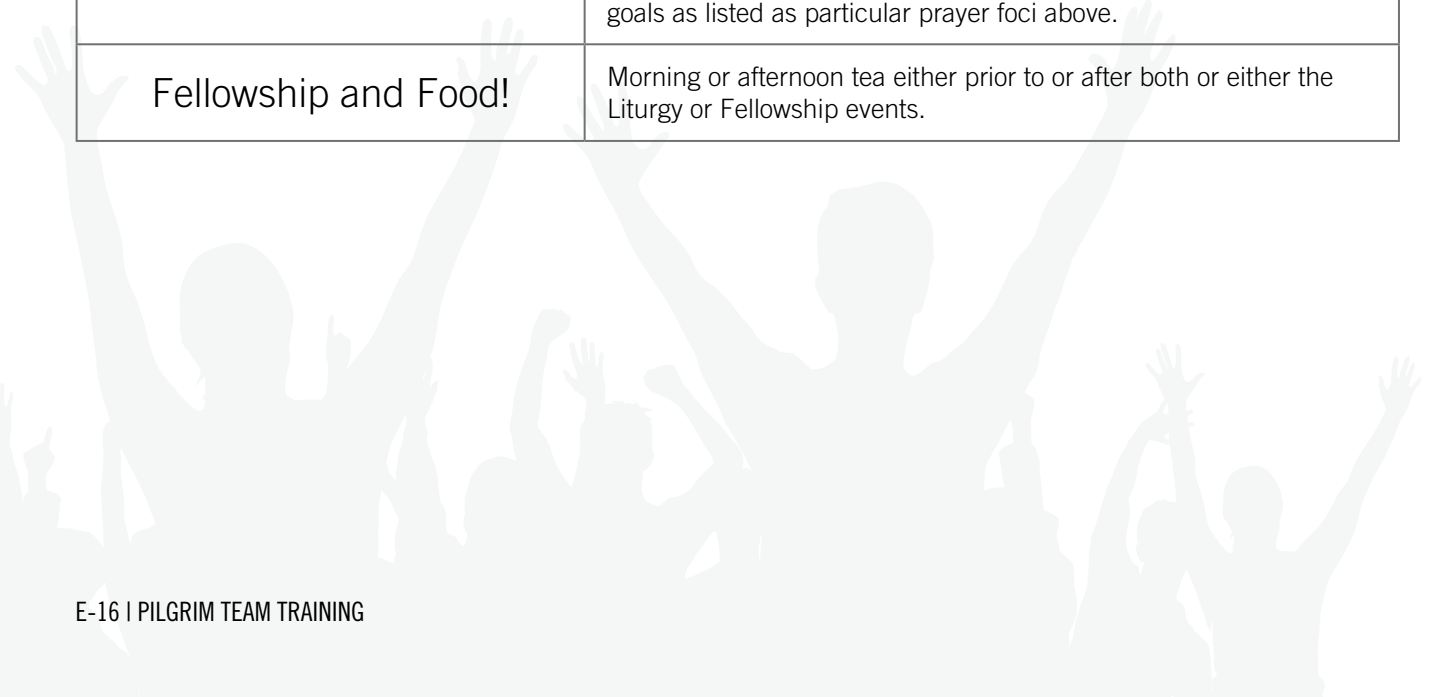 goals as listed as particular prayer foci above.
Fellowship and Food!
Morning or afternoon tea either prior to or after both or either the
Liturgy or Fellowship events.
E-16 | PILGRIM TEAM TRAINING